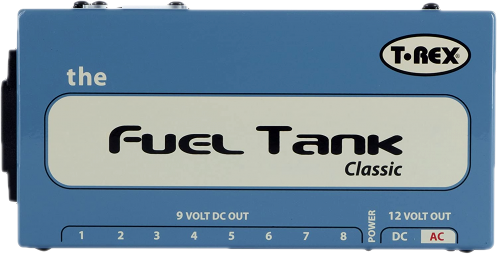 T·REX
the
FUEL TANK
Classic
9 VOLT DC OUT
1 2 3 4 5 6 7 8
POWER
12 VOLT OUT
DC AC